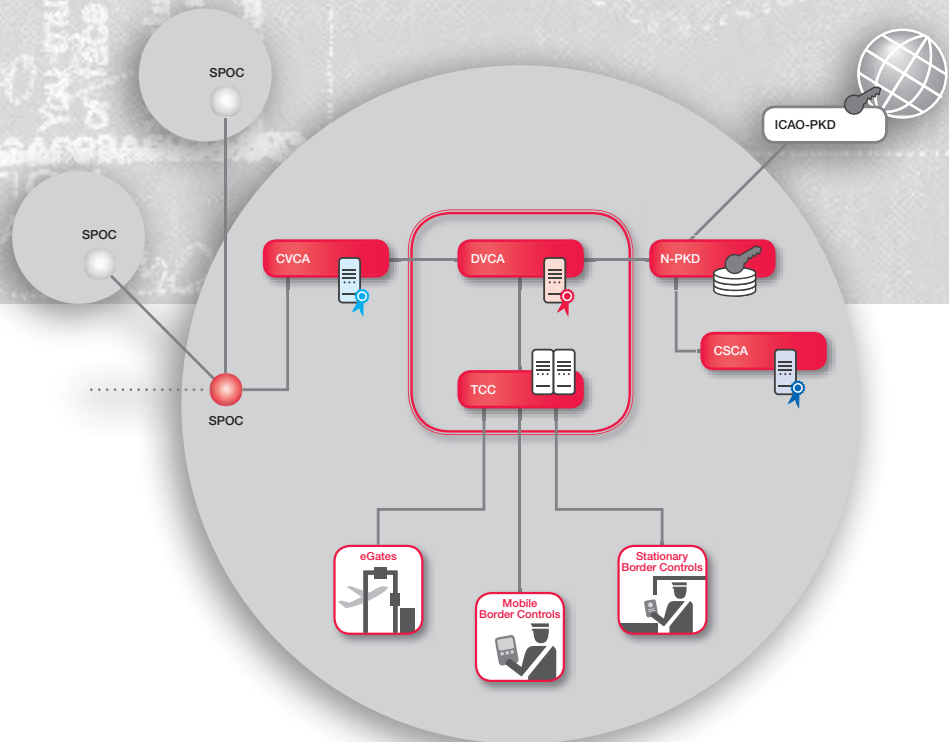 SPOC
ICAO-PKD
SPOC
CVCA
DVCA
N-PKD
CSCA
TCC
SPOC
eGates
Stationary
Border Controls
Mobile
Border Controls